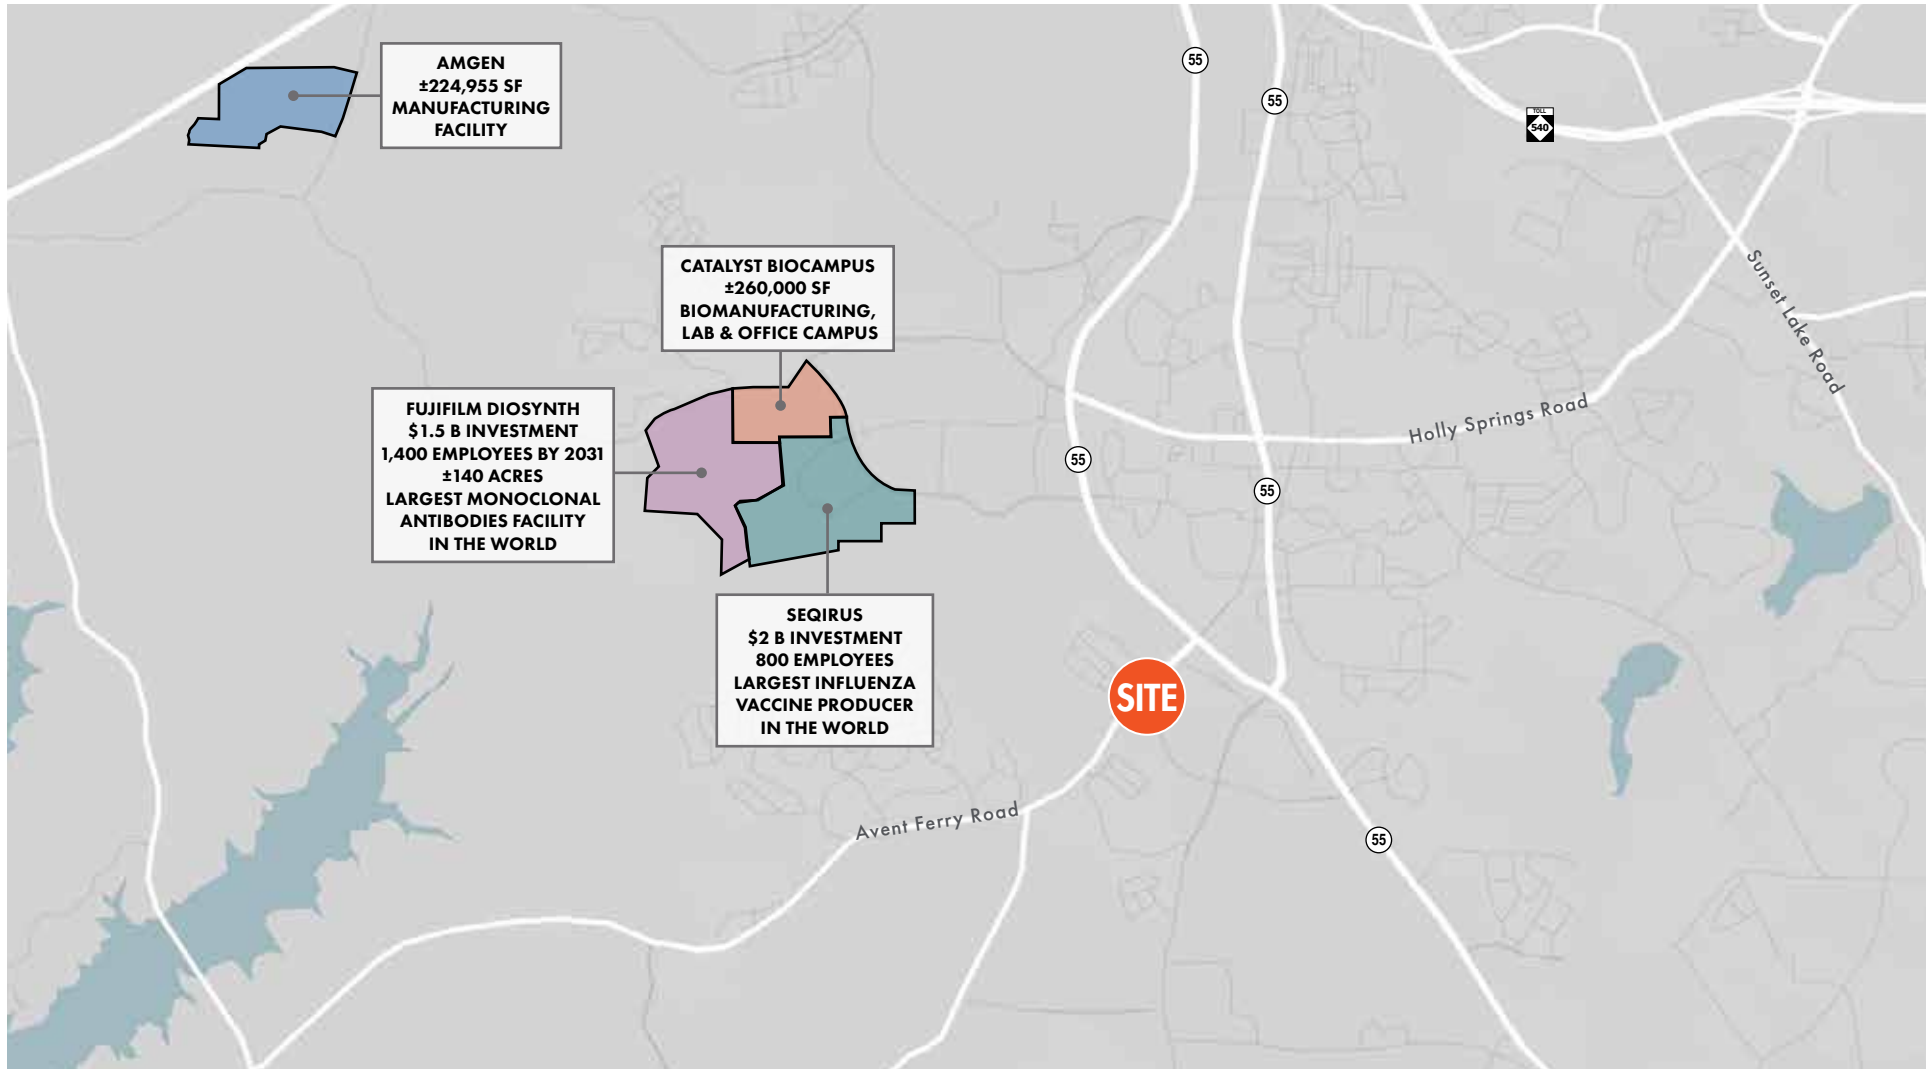 AMGEN
±224,955 SF
MANUFACTURING
FACILITY
55
55
TOLL
540
CATALYST BIOCAMPUS
±260,000 SF
BIOMANUFACTURING,
LAB & OFFICE CAMPUS
Sunset Lake Road
FUJIFILM DIOSYNTH
$1.5 B INVESTMENT
1,400 EMPLOYEES BY 2031
±140 ACRES
LARGEST MONOCLONAL
ANTIBODIES FACILITY
IN THE WORLD
Holly Springs Road
55
55
SEQIRUS
$2 B INVESTMENT
800 EMPLOYEES
LARGEST INFLUENZA
VACCINE PRODUCER
IN THE WORLD
SITE
Avent Ferry Road
55